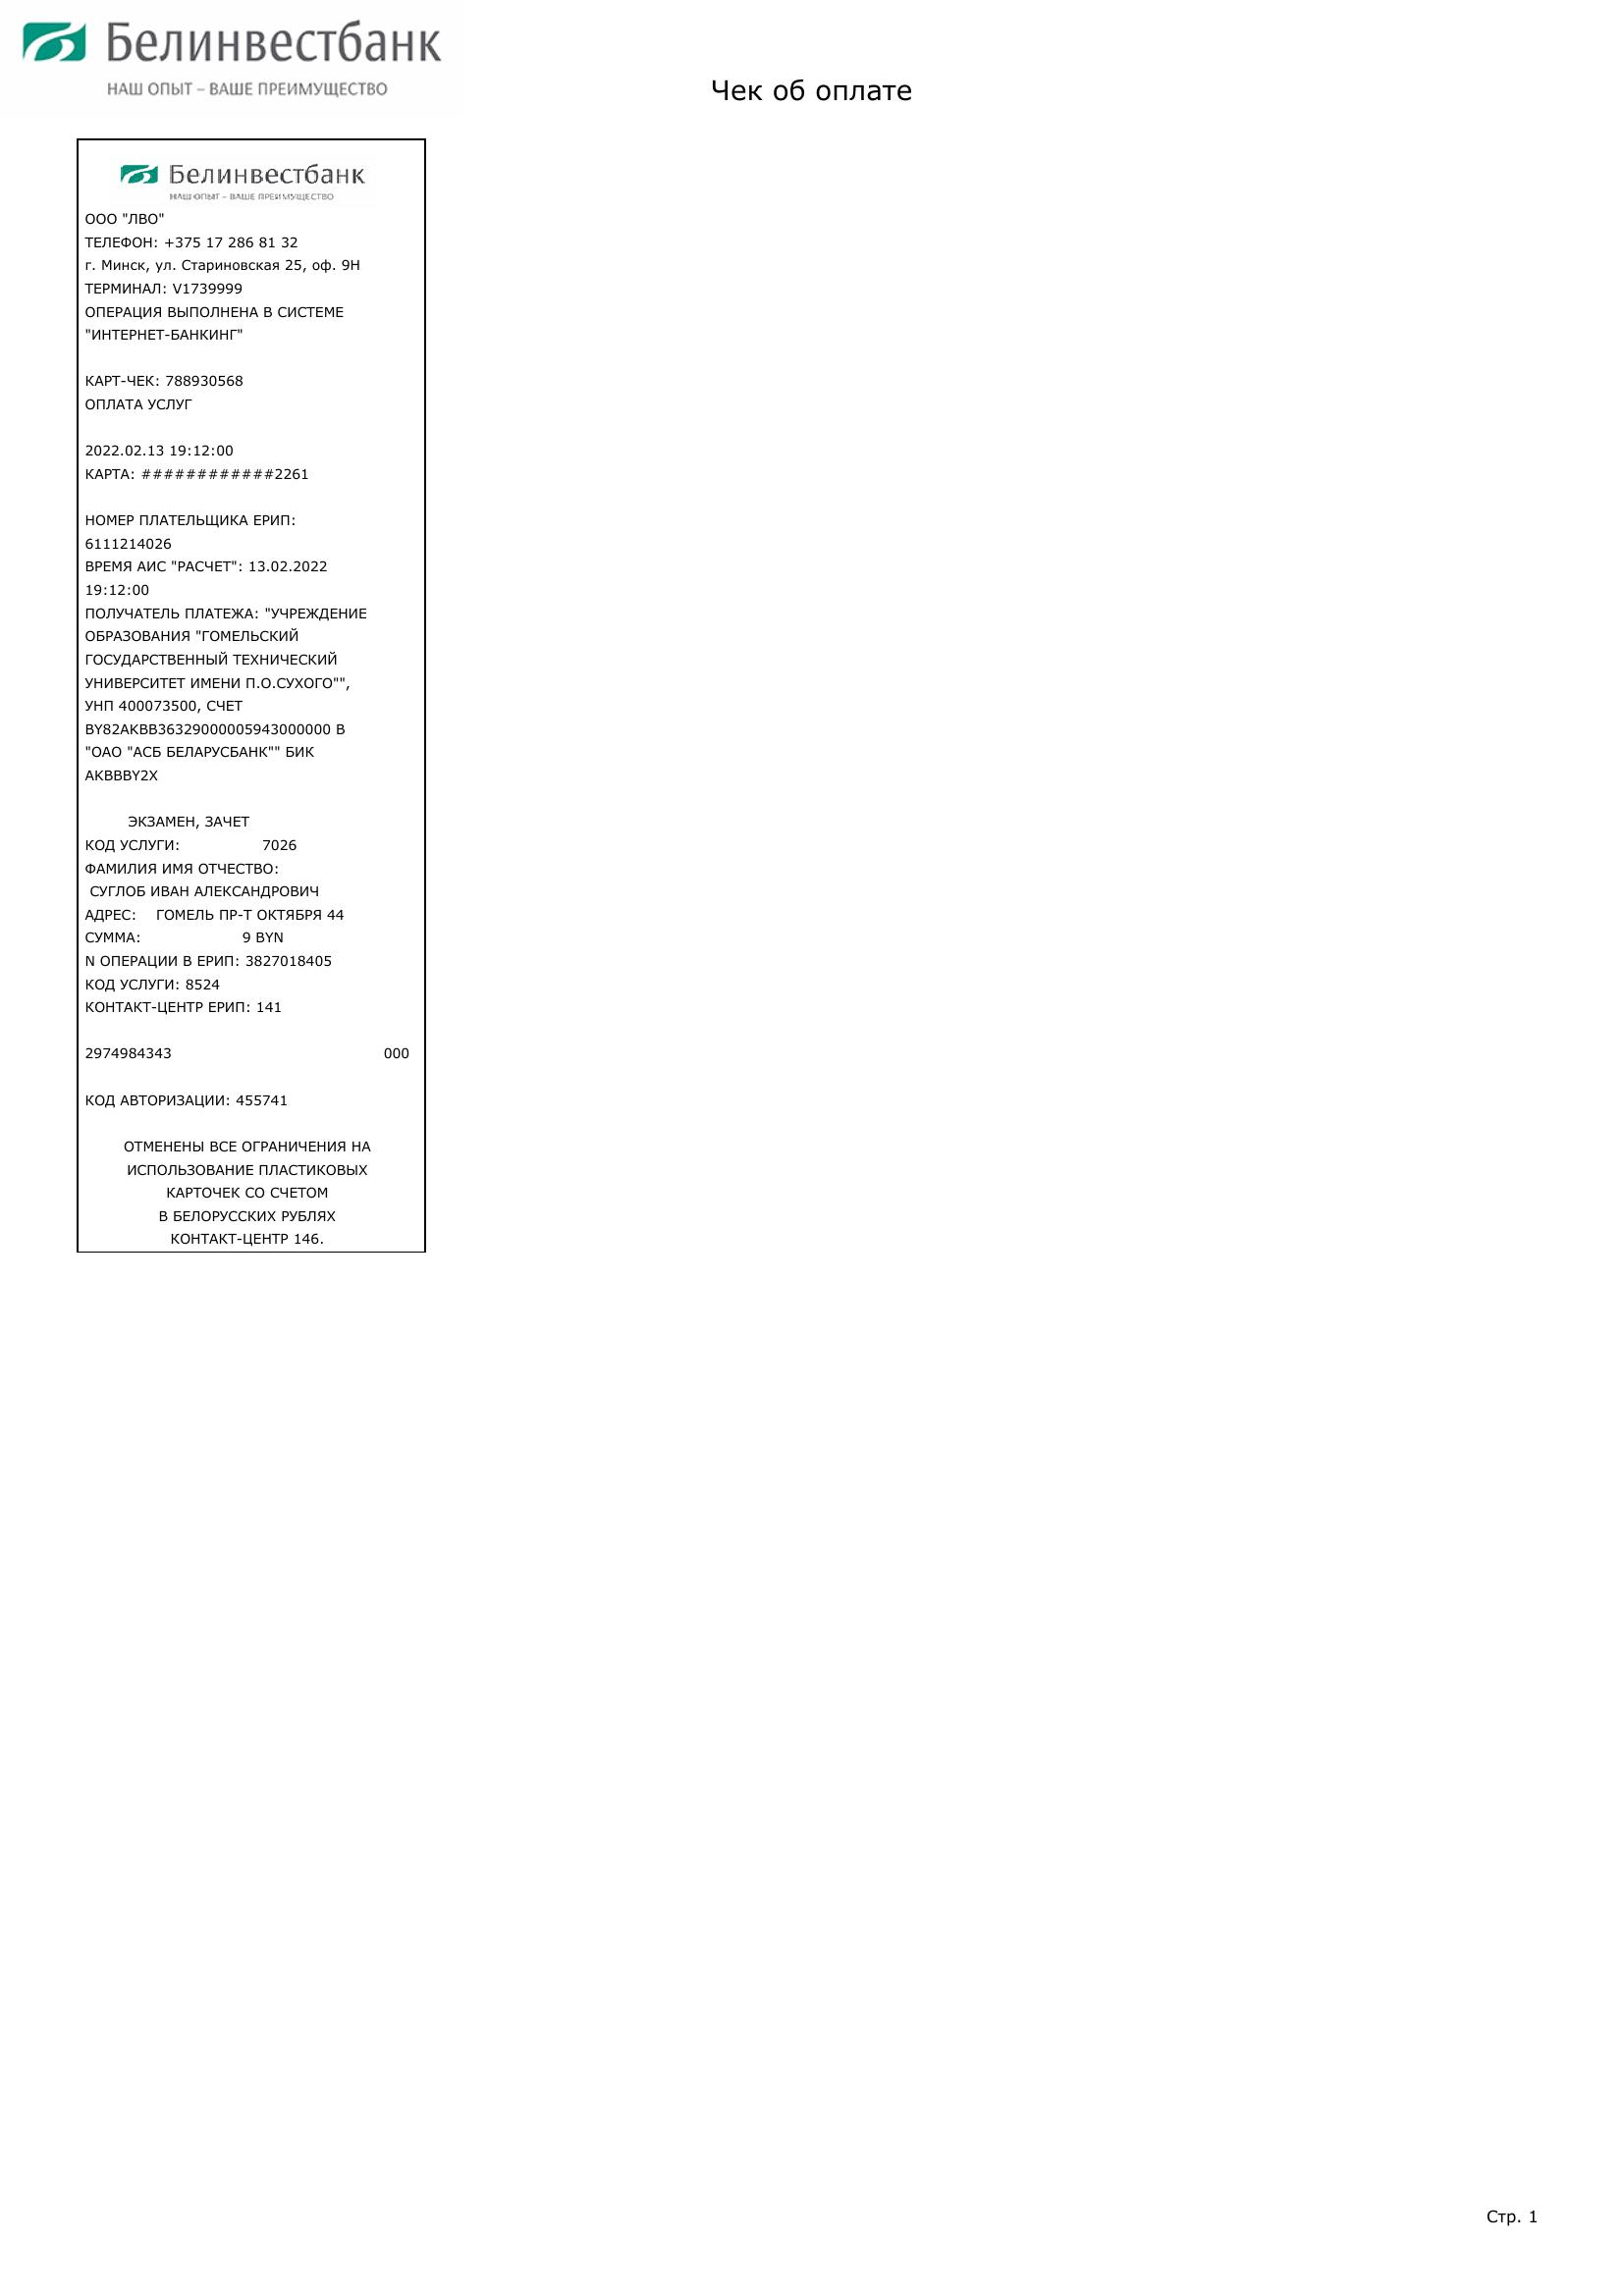 Белинвестбанк
НАШ ОПЫТ – ВАШЕ ПРЕИМУЩЕСТВО
Чек об оплате
Белинвестбанк
НАШ ОПЫТ – ВАШЕ ПРЕИМУЩЕСТВО
ООО "ЛВО"
ТЕЛЕФОН: +375 17 286 81 32
г. Минск, ул. Стариновская 25, оф. 9Н
ТЕРМИНАЛ: V1739999
ОПЕРАЦИЯ ВЫПОЛНЕНА В СИСТЕМЕ
"ИНТЕРНЕТ-БАНКИНГ"
КАРТ-ЧЕК: 788930568
ОПЛАТА УСЛУГ
2022.02.13 19:12:00
КАРТА: ############2261
НОМЕР ПЛАТЕЛЬЩИКА ЕРИП:
6111214026
ВРЕМЯ АИС "РАСЧЕТ": 13.02.2022
19:12:00
ПОЛУЧАТЕЛЬ ПЛАТЕЖА: "УЧРЕЖДЕНИЕ
ОБРАЗОВАНИЯ "ГОМЕЛЬСКИЙ
ГОСУДАРСТВЕННЫЙ ТЕХНИЧЕСКИЙ
УНИВЕРСИТЕТ ИМЕНИ П.О.СУХОГО"",
УНП 400073500, СЧЕТ
BY82AKBB36329000005943000000 В
"ОАО "АСБ БЕЛАРУСБАНК"" БИК
AKBBBY2X
ЭКЗАМЕН, ЗАЧЕТ
КОД УСЛУГИ: 7026
ФАМИЛИЯ ИМЯ ОТЧЕСТВО:
СУГЛОБ ИВАН АЛЕКСАНДРОВИЧ
АДРЕС: ГОМЕЛЬ ПР-Т ОКТЯБРЯ 44
СУММА: 9 BYN
N ОПЕРАЦИИ В ЕРИП: 3827018405
КОД УСЛУГИ: 8524
КОНТАКТ-ЦЕНТР ЕРИП: 141
2974984343 000
КОД АВТОРИЗАЦИИ: 455741
ОТМЕНЕНЫ ВСЕ ОГРАНИЧЕНИЯ НА
ИСПОЛЬЗОВАНИЕ ПЛАСТИКОВЫХ
КАРТОЧЕК СО СЧЕТОМ
В БЕЛОРУССКИХ РУБЛЯХ
КОНТАКТ-ЦЕНТР 146.
Стр. 1